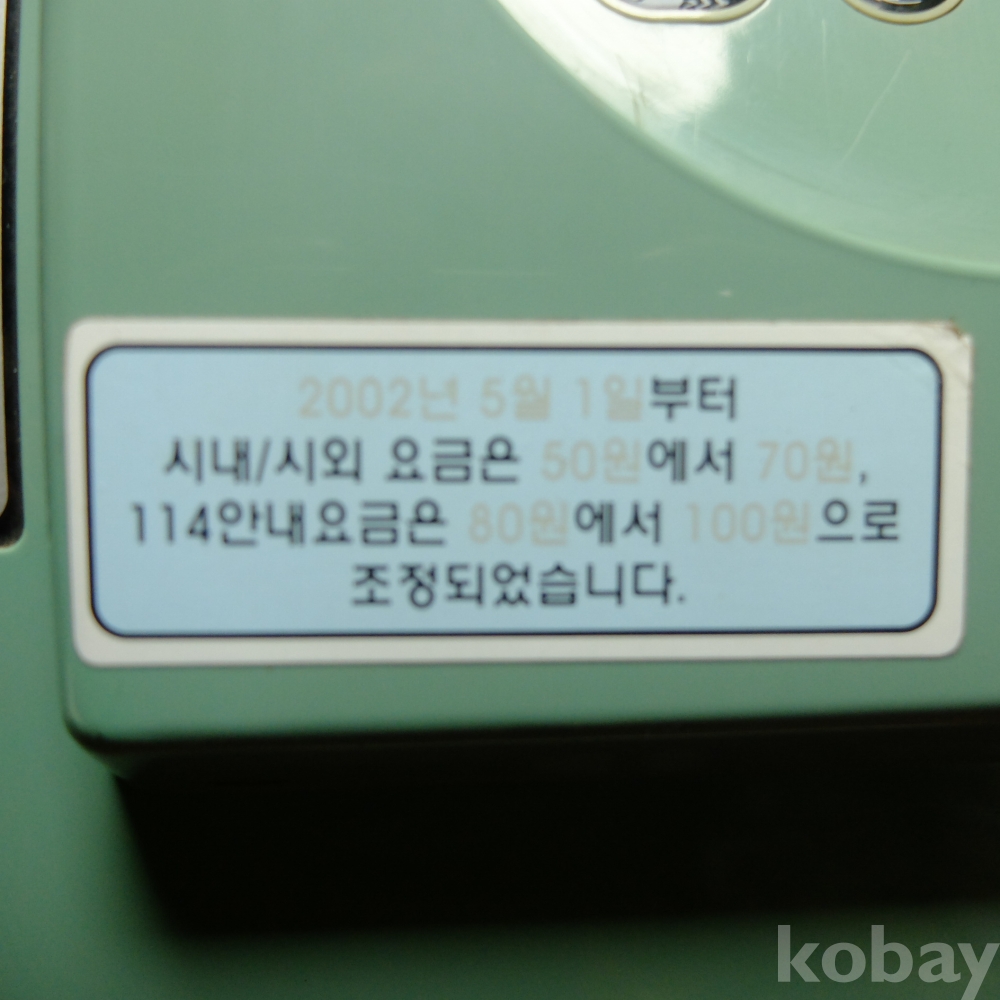 2002년 5월 1일부터
시내/시외 요금은 50원에서 70원,
114안내요금은 80원에서 100원으로
조정되었습니다.
kobay